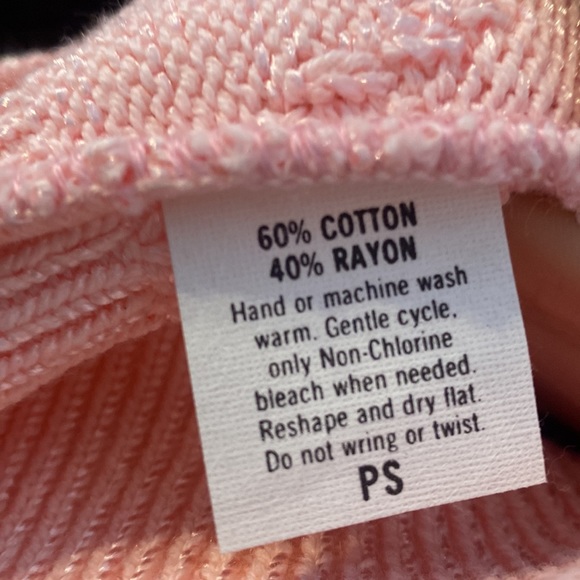 60% COTTON
40% RAYON
Hand or machine wash
warm. Gentle cycle,
only Non-Chlorine
bleach when needed.
Reshape and dry flat.
Do not wring or twist.
PS